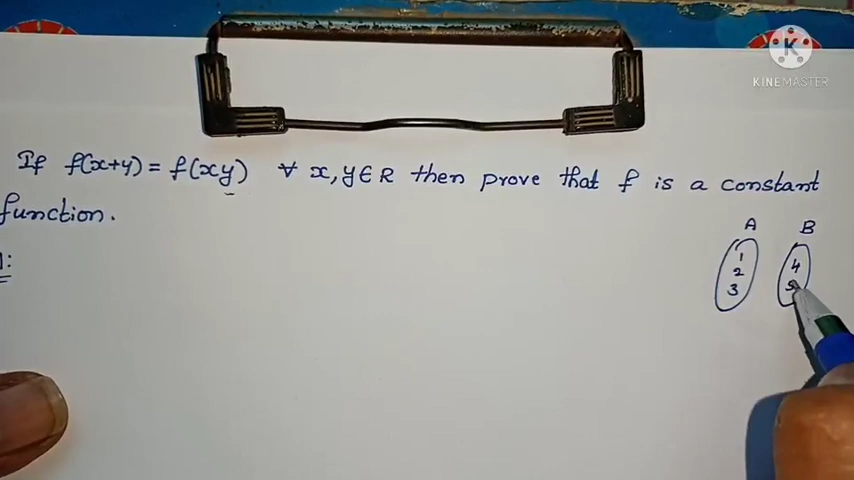 K
KINEMASTER
If f(x+y) = f(xy) ∀ x,y∈R then prove that f is a constant
function.
A B
1 4
2 5
3